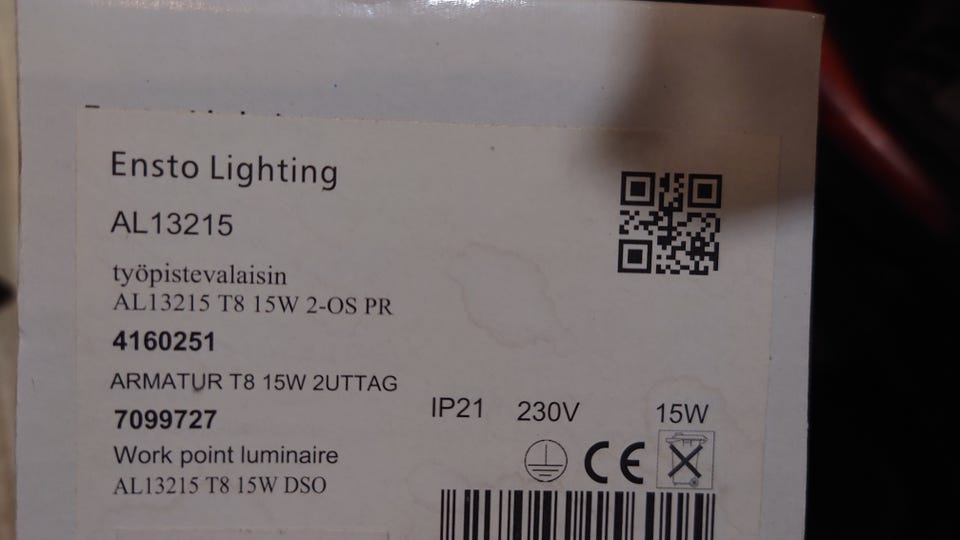 Ensto Lighting
AL13215
työpistevalaisin
AL13215 T8 15W 2-OS PR
4160251
ARMATUR T8 15W 2UTTAG
7099727
IP21 230V 15W
Work point luminaire
AL13215 T8 15W DSO
CE